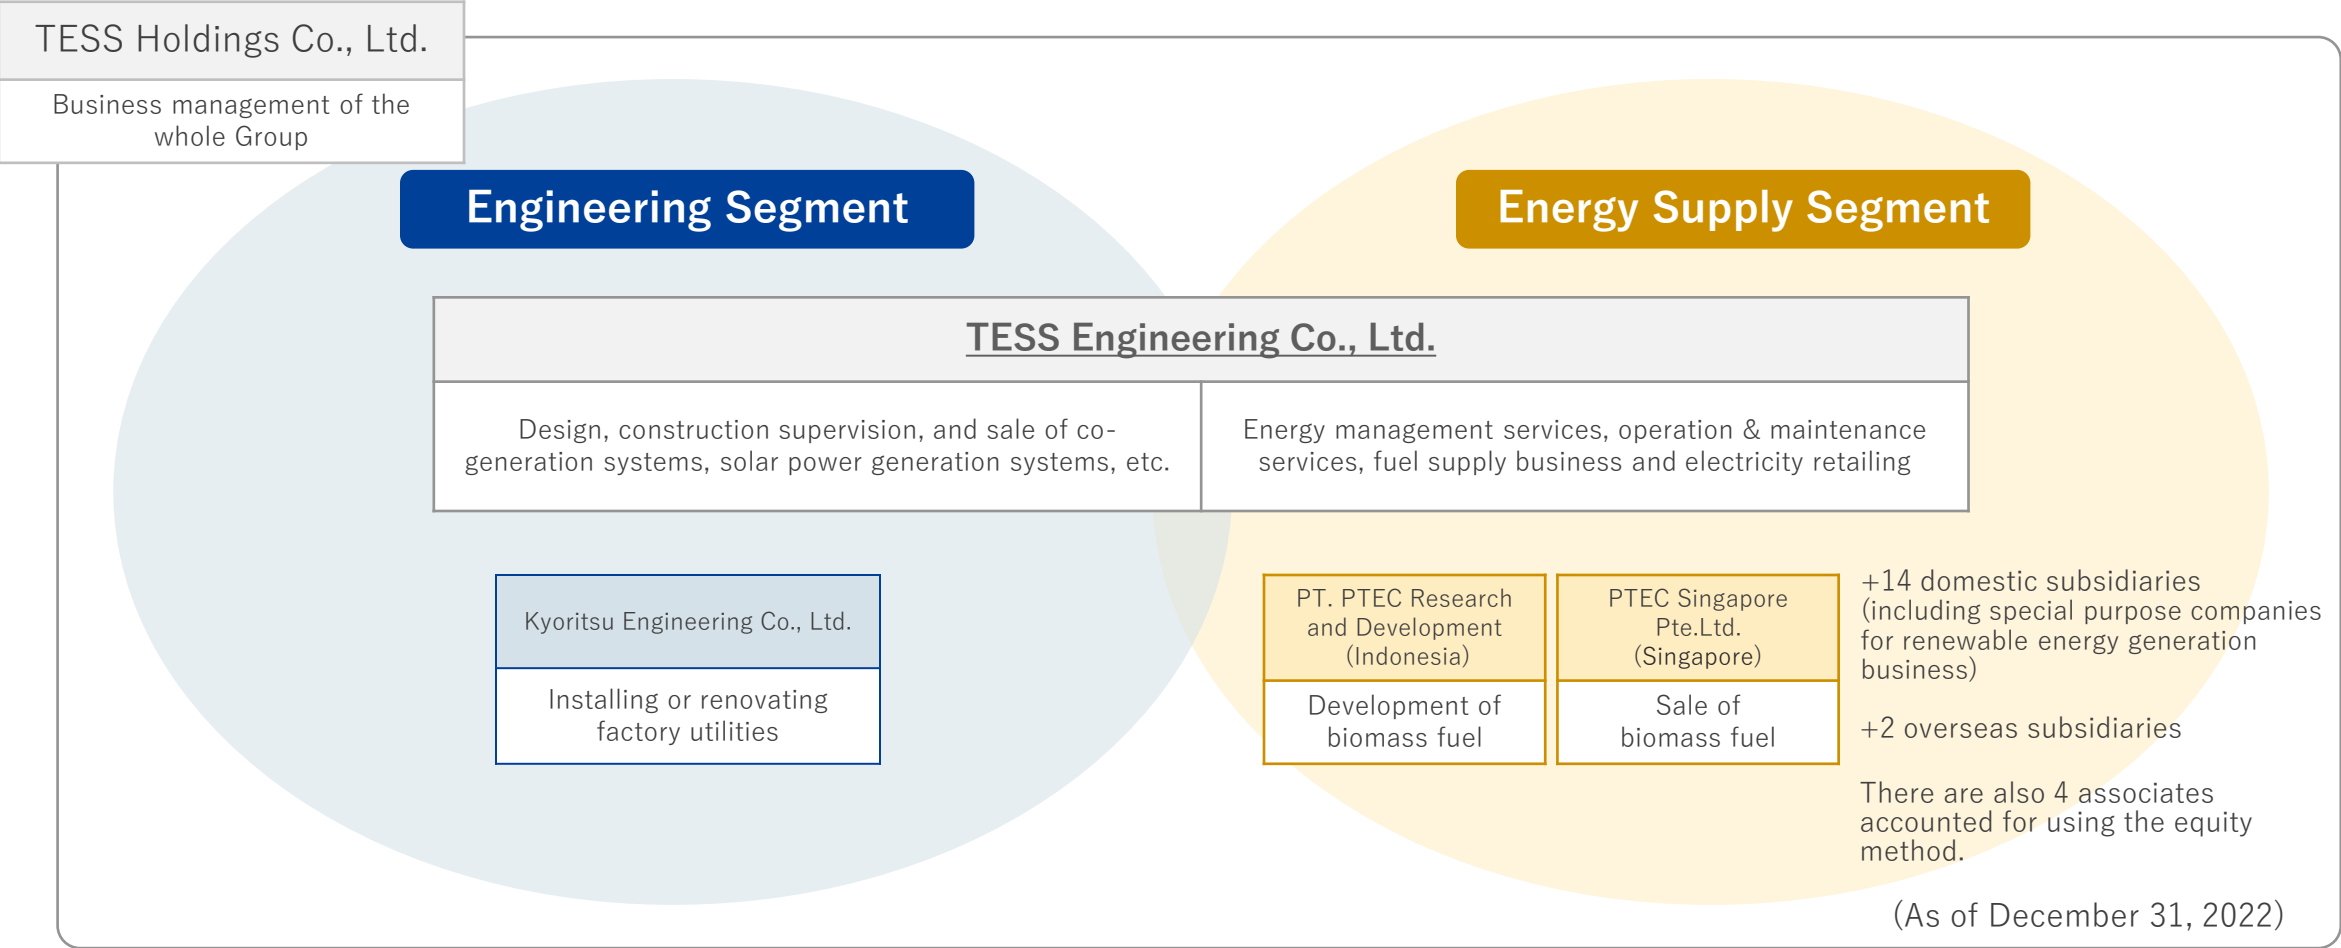 TESS Holdings Co., Ltd.
Business management of the
whole Group
Engineering Segment
Energy Supply Segment
TESS Engineering Co., Ltd.
Design, construction supervision, and sale of co-
generation systems, solar power generation systems, etc.
Energy management services, operation & maintenance
services, fuel supply business and electricity retailing
Kyoritsu Engineering Co., Ltd.
Installing or renovating
factory utilities
PT. PTEC Research
and Development
(Indonesia)
Development of
biomass fuel
PTEC Singapore
Pte.Ltd.
(Singapore)
Sale of
biomass fuel
+14 domestic subsidiaries
(including special purpose companies
for renewable energy generation
business)
+2 overseas subsidiaries
There are also 4 associates
accounted for using the equity
method.
(As of December 31, 2022)